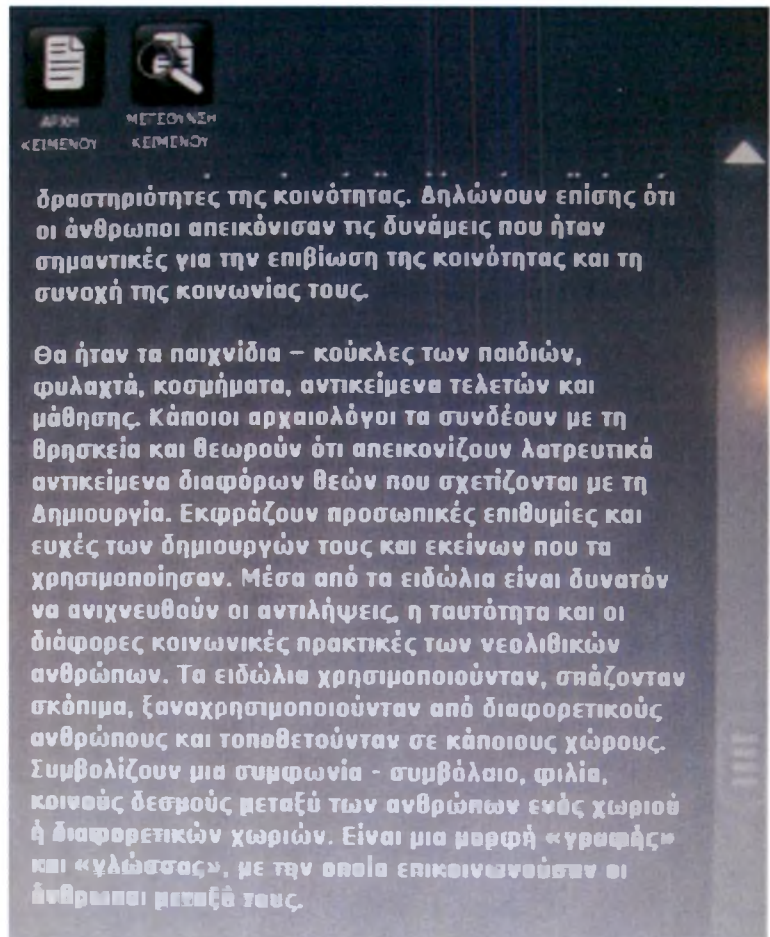 ΑΡΧΗ ΚΕΙΜΕΝΟΥ
ΜΕΓΕΘΥΝΣΗ ΚΕΙΜΕΝΟΥ
δραστηριότητες της κοινότητας. Δηλώνουν επίσης ότι
οι άνθρωποι απεικόνισαν τις δυνάμεις που ήταν
σημαντικές για την επιβίωση της κοινότητας και τη
συνοχή της κοινωνίας τους.
Θα ήταν τα παιχνίδια – κούκλες των παιδιών,
φυλαχτά, κοσμήματα, αντικείμενα τελετών και
μάθησης. Κάποιοι αρχαιολόγοι τα συνδέουν με τη
θρησκεία και θεωρούν ότι απεικονίζουν λατρευτικά
αντικείμενα διαφόρων θεών που σχετίζονται με τη
Δημιουργία. Εκφράζουν προσωπικές επιθυμίες και
ευχές των δημιουργών τους και εκείνων που τα
χρησιμοποίησαν. Μέσα από τα ειδώλια είναι δυνατόν
να ανιχνευθούν οι αντιλήψεις, η ταυτότητα και οι
διάφορες κοινωνικές πρακτικές των νεολιθικών
ανθρώπων. Τα ειδώλια χρησιμοποιούνταν, σπάζονταν
σκόπιμα, ξαναχρησιμοποιούνταν από διαφορετικούς
ανθρώπους και τοποθετούνταν σε κάποιους χώρους.
Συμβολίζουν μια συμφωνία - συμβόλαιο, φιλία,
κοινούς δεσμούς μεταξύ των ανθρώπων ενός χωριού
ή διαφορετικών χωριών. Είναι μια μορφή «γραφής»
και «γλώσσας», με την οποία επικοινωνούσαν οι
άνθρωποι μεταξύ τους.